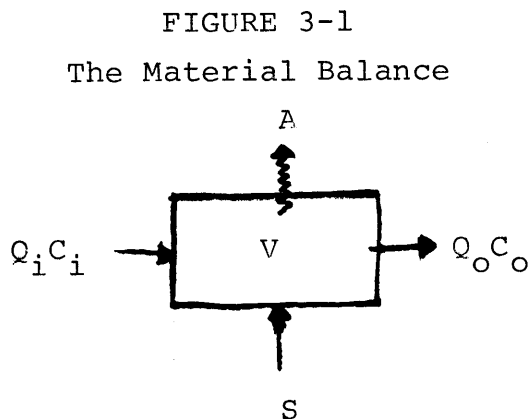 FIGURE 3-1
The Material Balance
A
QiCi
V
QoCo
S